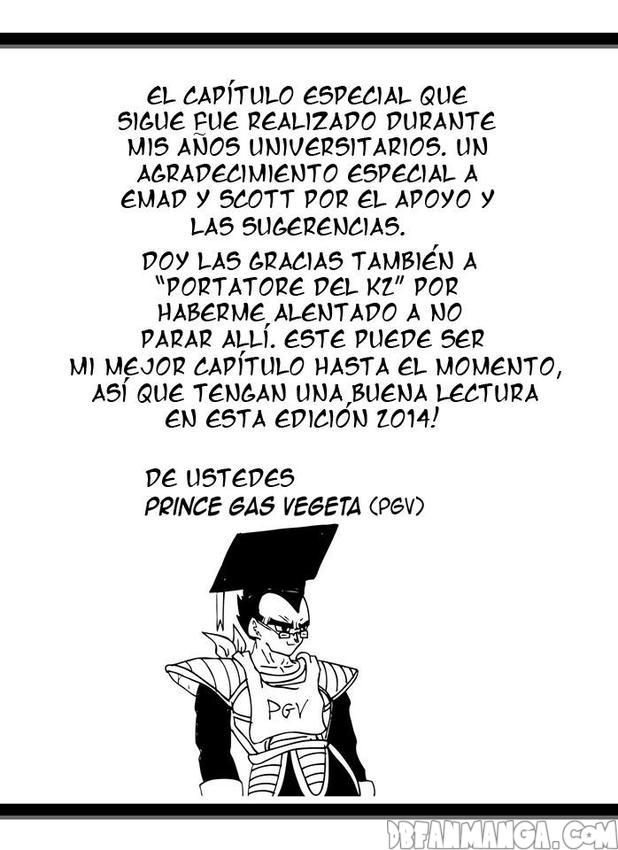 EL CAPÍTULO ESPECIAL QUE
SIGUE FUE REALIZADO DURANTE
MIS AÑOS UNIVERSITARIOS. UN
AGRADECIMIENTO ESPECIAL A
EMAD Y SCOTT POR EL APOYO Y
LAS SUGERENCIAS.
DOY LAS GRACIAS TAMBIÉN A
"PORTATORE DEL KZ" POR
HABERME ALENTADO A NO
PARAR ALLÍ. ESTE PUEDE SER
MI MEJOR CAPÍTULO HASTA EL MOMENTO,
ASÍ QUE TENGAN UNA BUENA LECTURA
EN ESTA EDICIÓN 2014!
DE USTEDES
PRINCE GAS VEGETA (PGV)
PGV
DBFANMANGA.COM